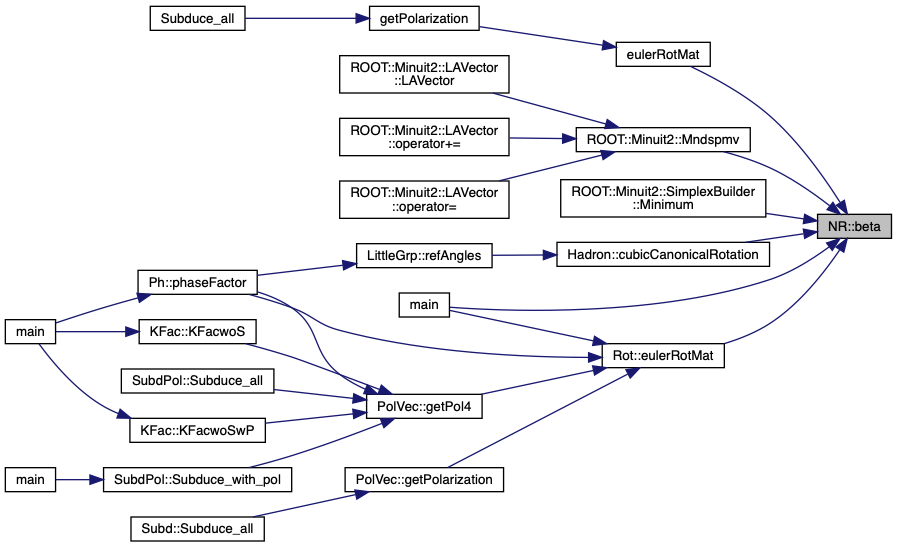 Subduce_all
getPolarization
eulerRotMat
ROOT::Minuit2::LAVector
::LAVector
ROOT::Minuit2::LAVector
::operator+=
ROOT::Minuit2::Mndspmv
ROOT::Minuit2::LAVector
::operator=
ROOT::Minuit2::SimplexBuilder
::Minimum
NR::beta
LittleGrp::refAngles
Hadron::cubicCanonicalRotation
Ph::phaseFactor
main
main
KFac::KFacwoS
Rot::eulerRotMat
SubdPol::Subduce_all
PolVec::getPol4
KFac::KFacwoSwP
main
SubdPol::Subduce_with_pol
PolVec::getPolarization
Subd::Subduce_all